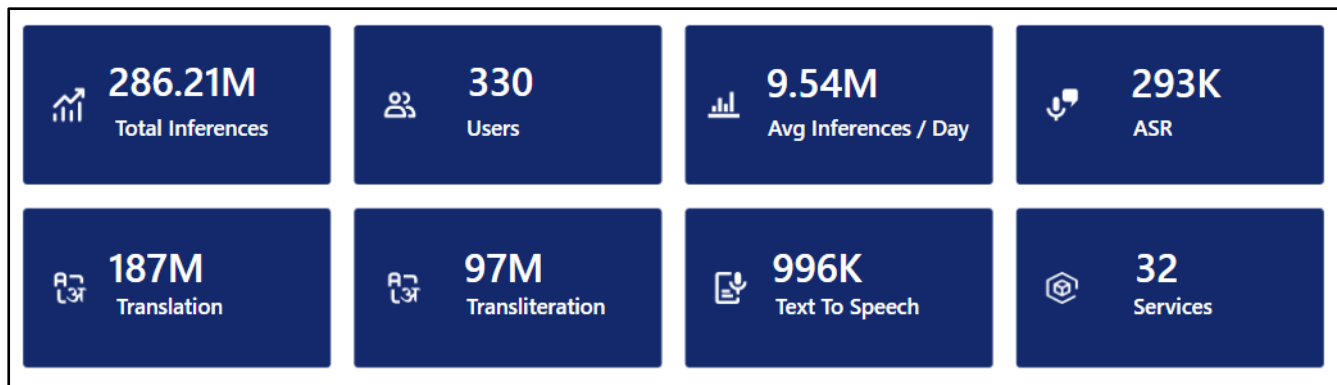 286.21M
Total Inferences
330
Users
9.54M
Avg Inferences / Day
293K
ASR
187M
Translation
97M
Transliteration
996K
Text To Speech
32
Services